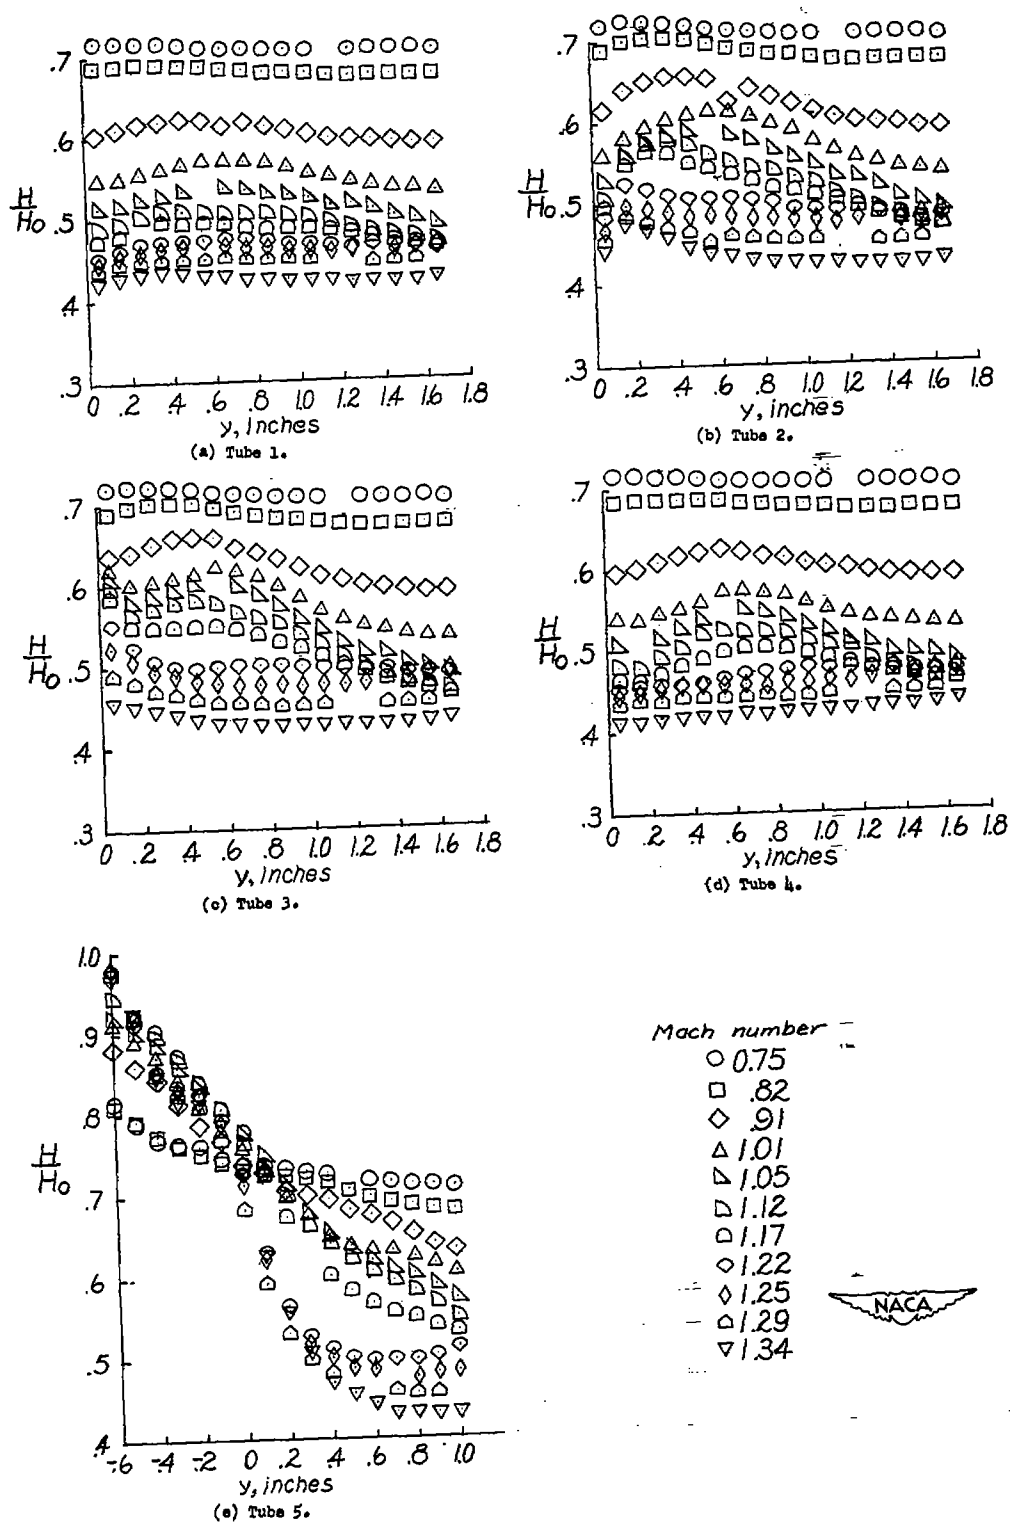 .7
.6
H/H₀
.5
.4
.3
0 .2 .4 .6 .8 1.0 1.2 1.4 1.6 1.8
y, inches
(a) Tube 1.
.7
.6
H/H₀
.5
.4
.3
0 .2 .4 .6 .8 1.0 1.2 1.4 1.6 1.8
y, inches
(b) Tube 2.
.7
.6
H/H₀
.5
.4
.3
0 .2 .4 .6 .8 1.0 1.2 1.4 1.6 1.8
y, inches
(c) Tube 3.
.7
.6
H/H₀
.5
.4
.3
0 .2 .4 .6 .8 1.0 1.2 1.4 1.6 1.8
y, inches
(d) Tube 4.
1.0
.9
.8
H/H₀
.7
.6
.5
.4
-.6 -.4 -.2 0 .2 .4 .6 .8 1.0
y, inches
(e) Tube 5.
Mach number
0.75
.82
.91
1.01
1.05
1.12
1.17
1.22
1.25
1.29
1.34
NACA